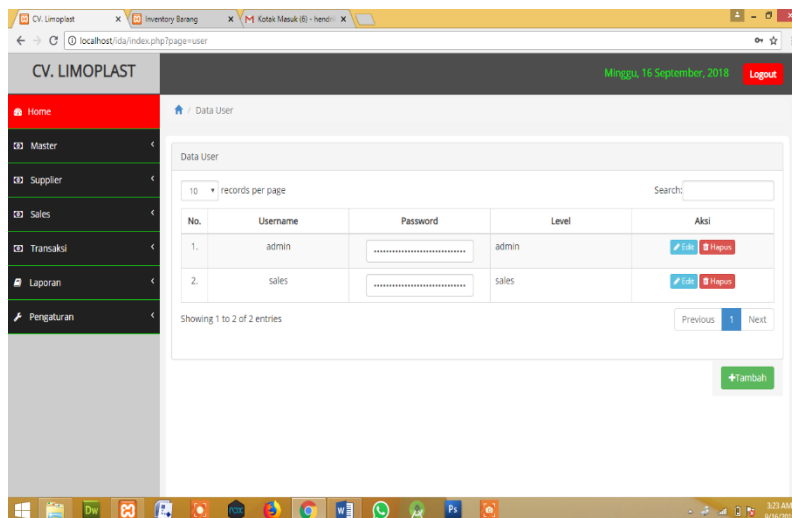 CV. Limoplast
Inventory Barang
Kotak Masuk (6) - hendri
localhost/ida/index.php?page=user
CV. LIMOPLAST
Minggu, 16 September, 2018
Logout
Home
/ Data User
Master
Supplier
Sales
Transaksi
Laporan
Pengaturan
Data User
10 records per page
Search:
No. Username Password Level Aksi
1. admin •••••••••••••••••••••••••••••• admin Edit Hapus
2. sales •••••••••••••••••••••••••••••• sales Edit Hapus
Showing 1 to 2 of 2 entries
Previous 1 Next
+Tambah
Dw
rox
W
Ps
3:23 AM